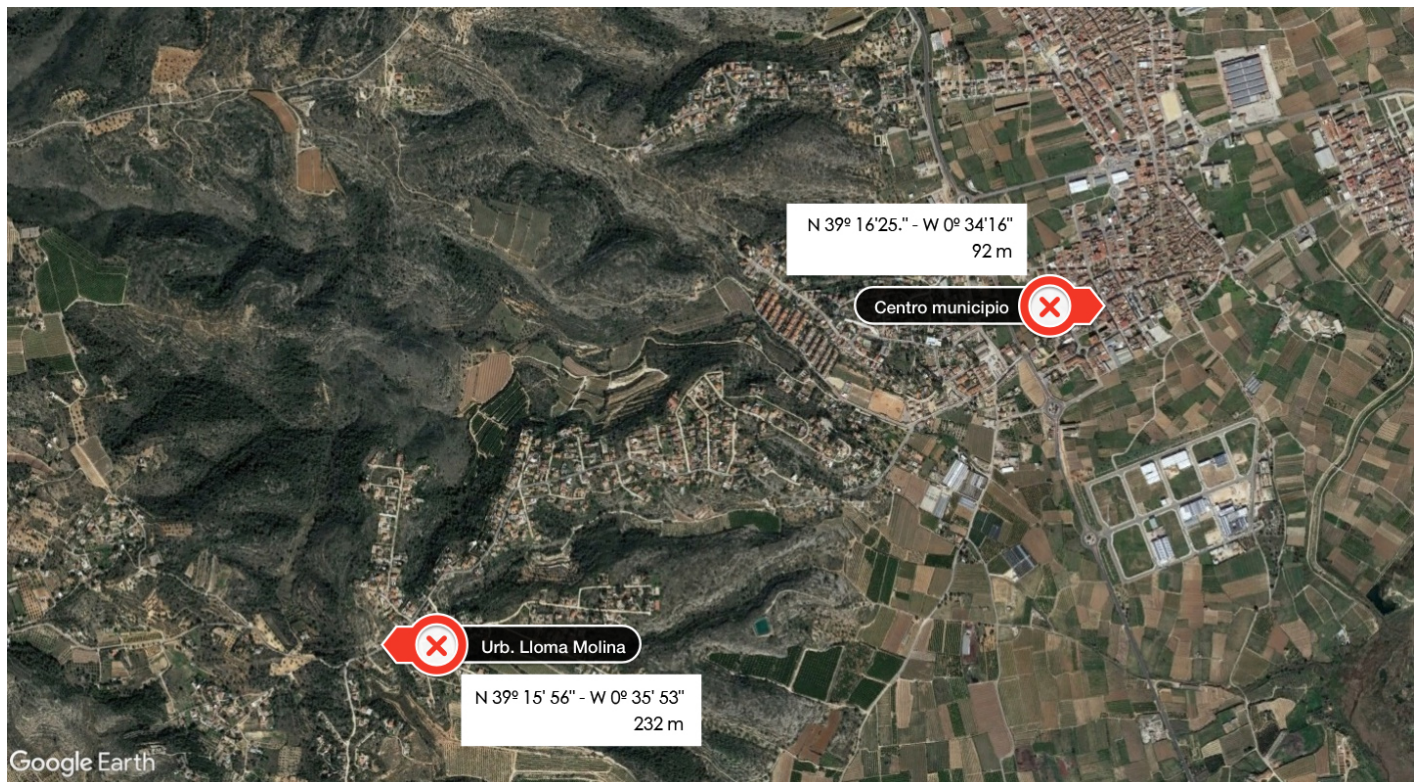 N 39º 16'25." - W 0º 34'16"
92 m
Centro municipio
Urb. Lloma Molina
N 39º 15' 56" - W 0º 35' 53"
232 m
Google Earth